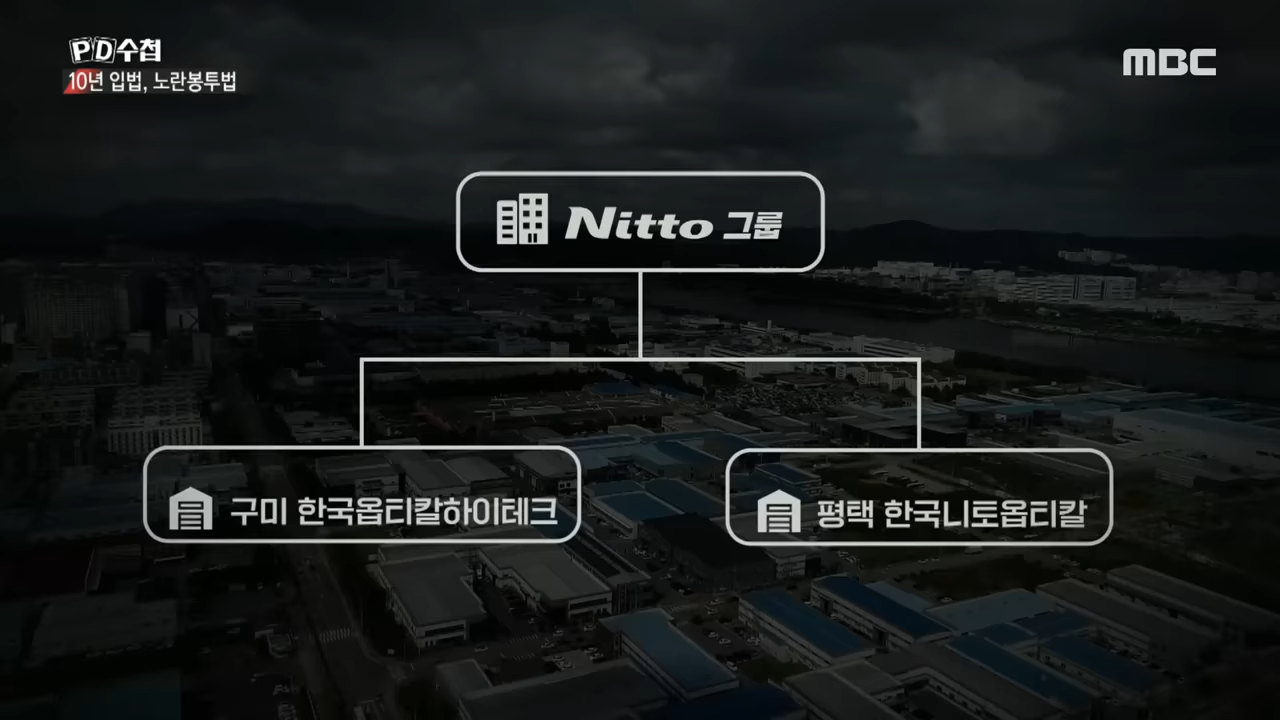 PD수첩
10년 입법, 노란봉투법
MBC
Nitto 그룹
구미 한국옵티칼하이테크
평택 한국니토옵티칼